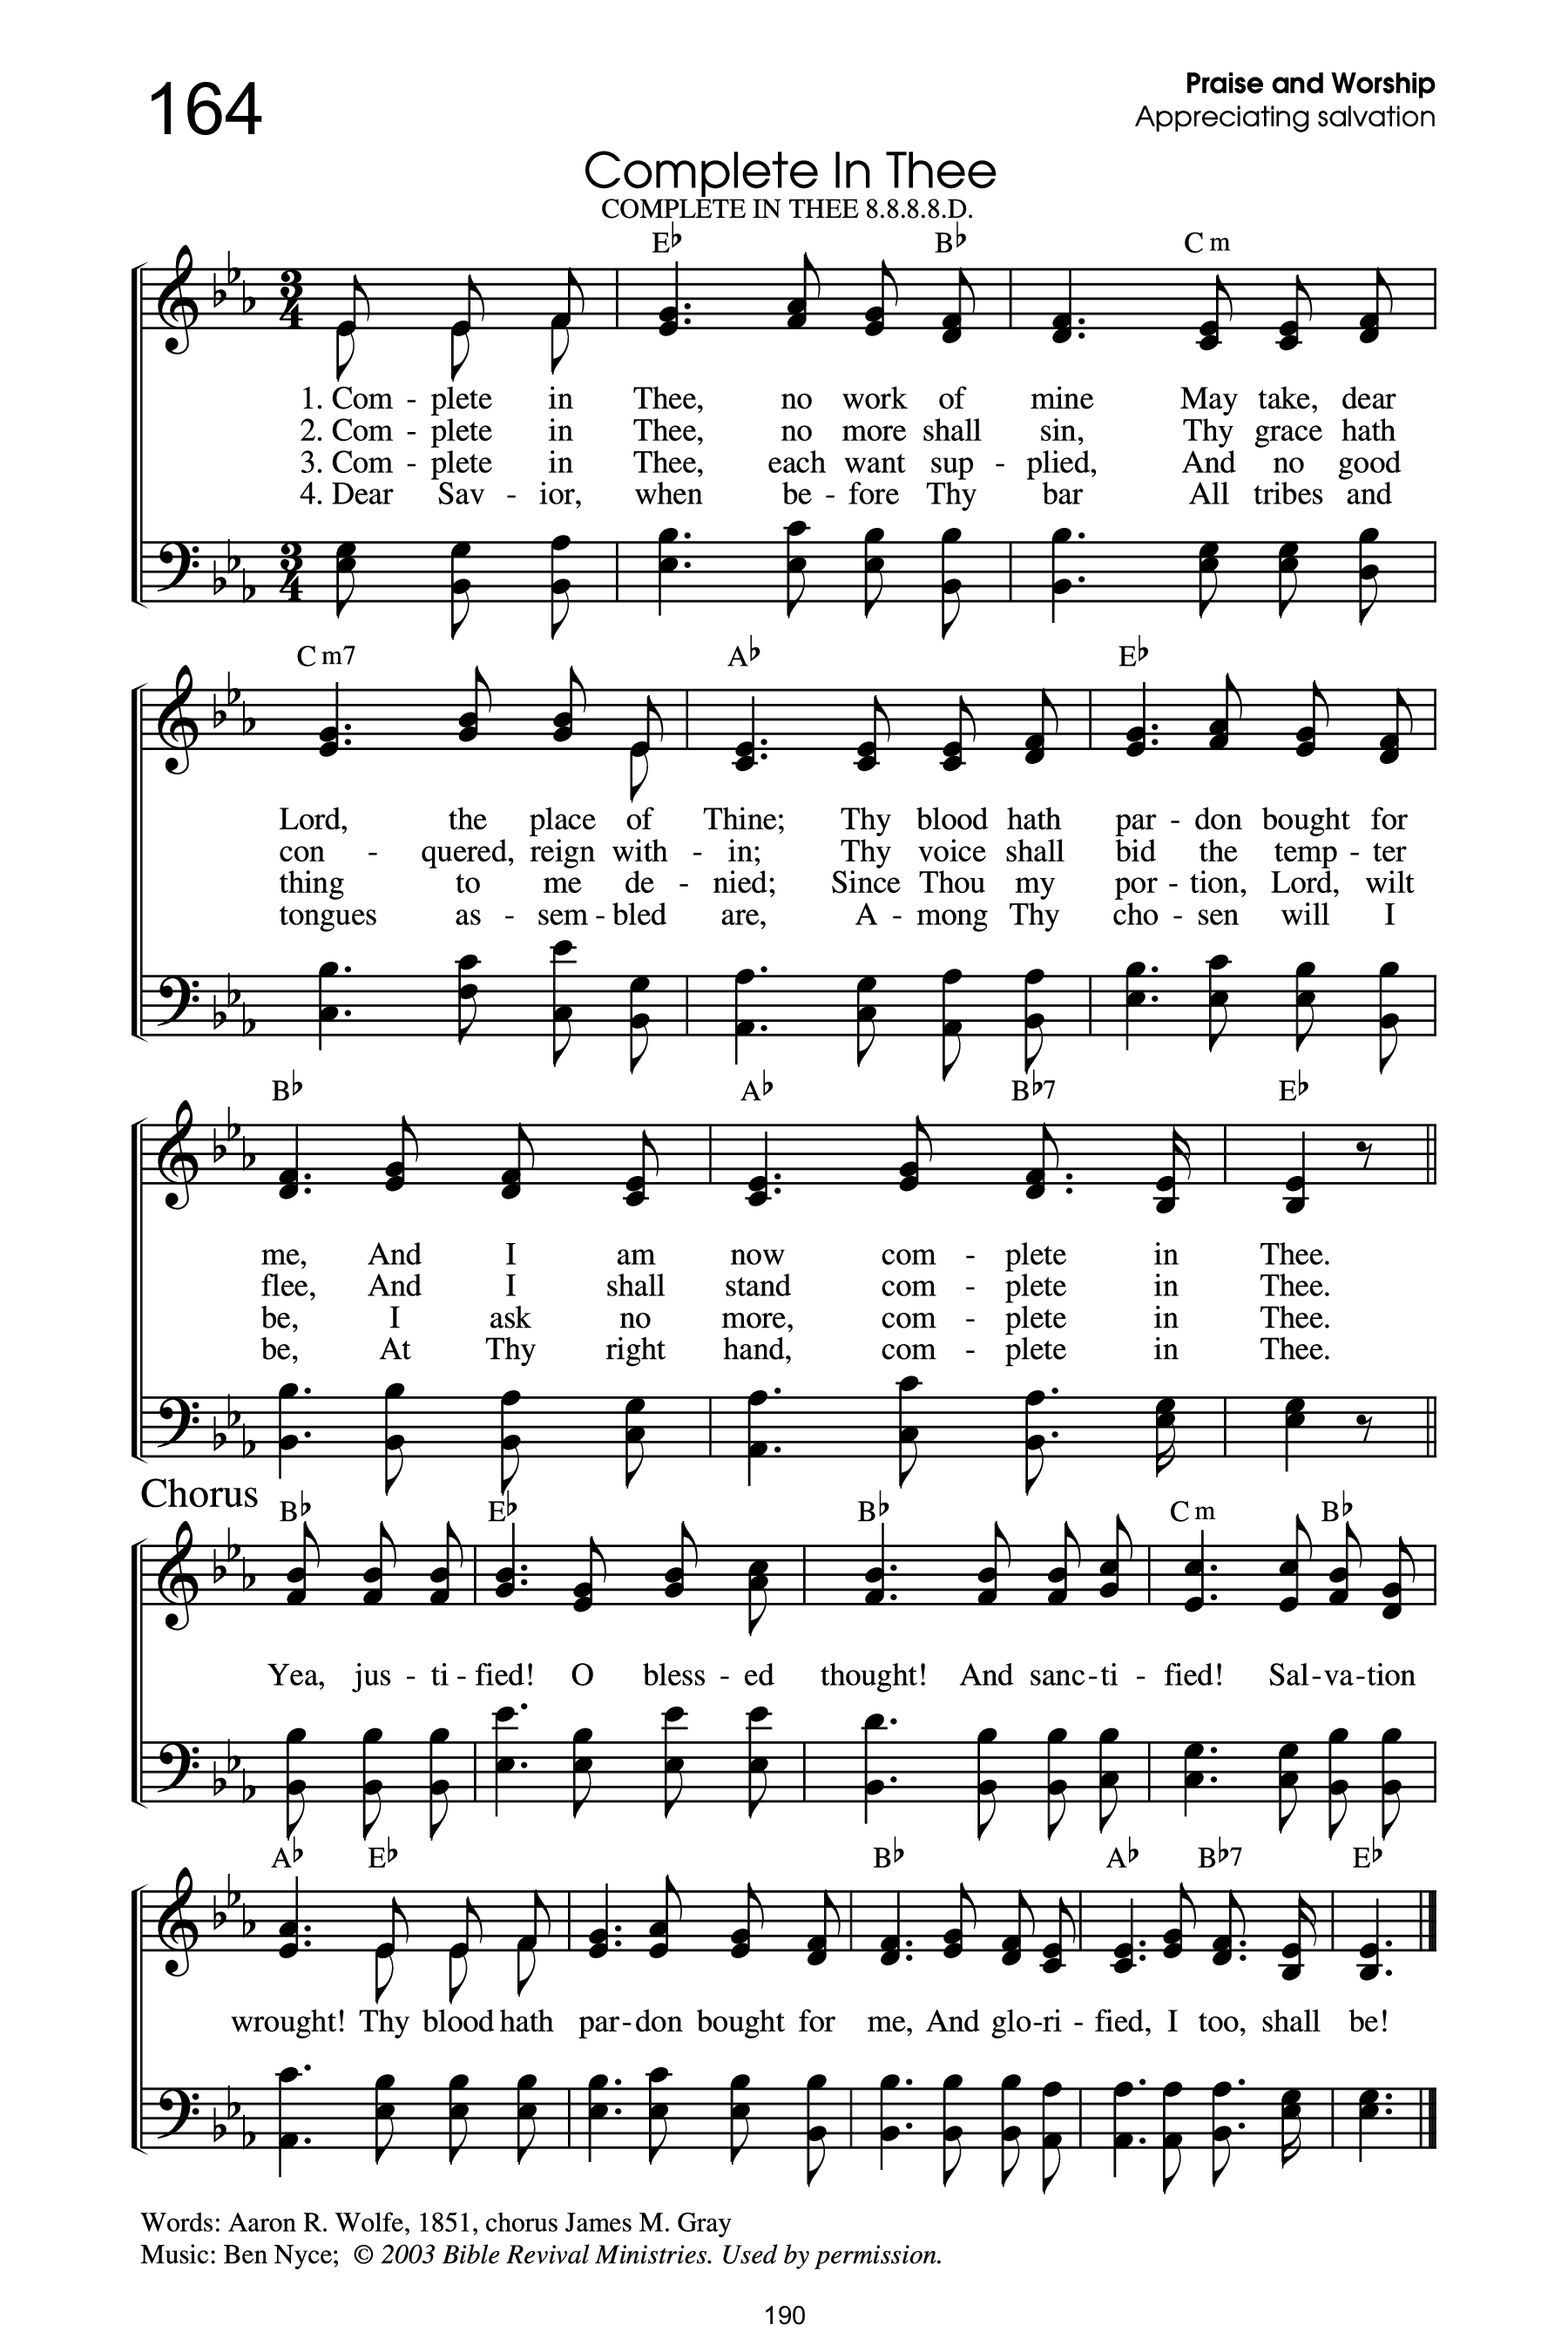 164
Praise and Worship
Appreciating salvation
Complete In Thee
COMPLETE IN THEE 8.8.8.8.D.
E♭ B♭ C m
3 4
1. Com - plete in Thee, no work of mine May take, dear
2. Com - plete in Thee, no more shall sin, Thy grace hath
3. Com - plete in Thee, each want sup - plied, And no good
4. Dear Sav - ior, when be - fore Thy bar All tribes and
3 4
C m7 A♭ E♭
Lord, the place of Thine; Thy blood hath par - don bought for
con - quered, reign with - in; Thy voice shall bid the temp - ter
thing to me de - nied; Since Thou my por - tion, Lord, wilt
tongues as - sem - bled are, A - mong Thy cho - sen will I
B♭ A♭ B♭7 E♭
me, And I am now com - plete in Thee.
flee, And I shall stand com - plete in Thee.
be, I ask no more, com - plete in Thee.
be, At Thy right hand, com - plete in Thee.
Chorus
B♭ E♭ B♭ C m B♭
Yea, jus - ti - fied! O bless - ed thought! And sanc - ti - fied! Sal - va - tion
A♭ E♭ B♭ A♭ B♭7 E♭
wrought! Thy blood hath par - don bought for me, And glo - ri - fied, I too, shall be!
Words: Aaron R. Wolfe, 1851, chorus James M. Gray
Music: Ben Nyce; © 2003 Bible Revival Ministries. Used by permission.
190